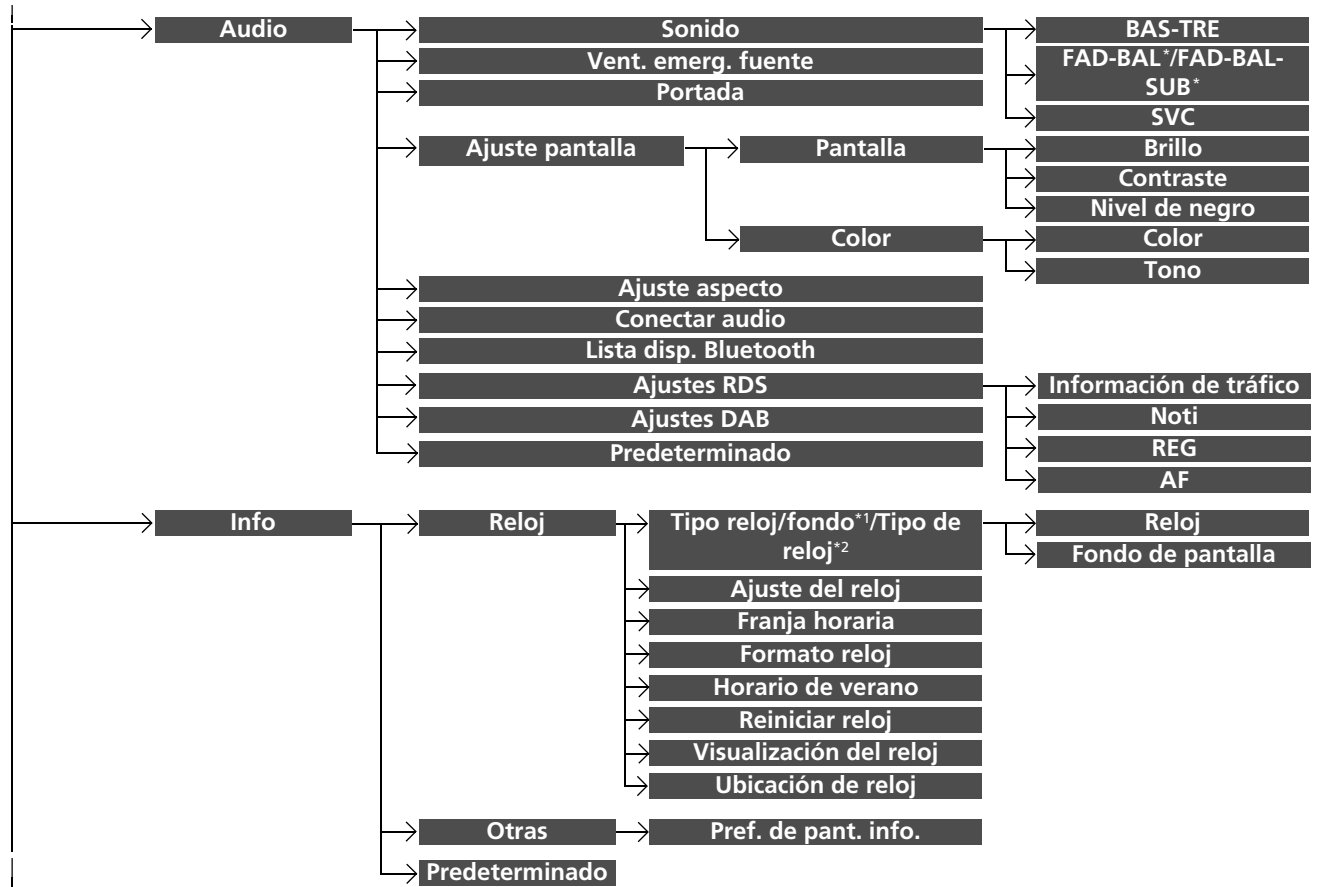 Audio
Sonido
BAS-TRE
FAD-BAL*/FAD-BAL-
SUB*
SVC
Vent. emerg. fuente
Portada
Ajuste pantalla
Pantalla
Brillo
Contraste
Nivel de negro
Color
Color
Tono
Ajuste aspecto
Conectar audio
Lista disp. Bluetooth
Ajustes RDS
Información de tráfico
Noti
REG
AF
Ajustes DAB
Predeterminado
Info
Reloj
Tipo reloj/fondo*1/Tipo de
reloj*2
Reloj
Fondo de pantalla
Ajuste del reloj
Franja horaria
Formato reloj
Horario de verano
Reiniciar reloj
Visualización del reloj
Ubicación de reloj
Otras
Pref. de pant. info.
Predeterminado